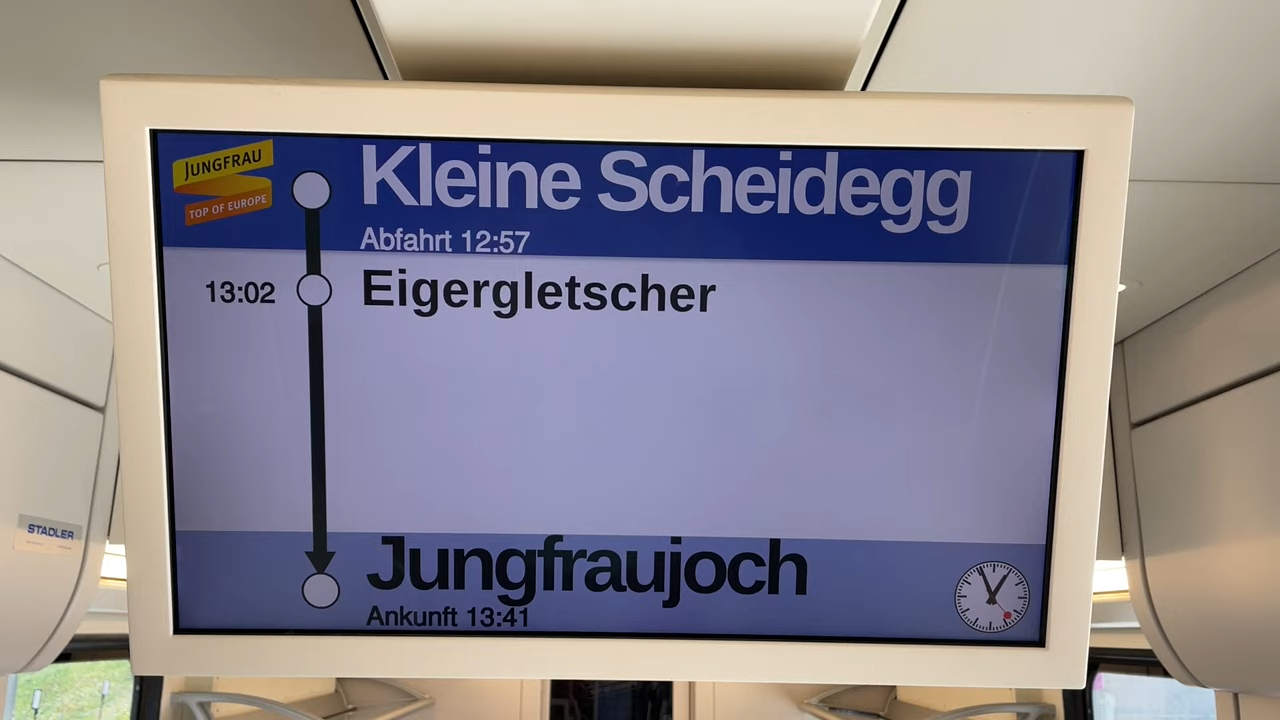 JUNGFRAU
TOP OF EUROPE
Kleine Scheidegg
Abfahrt 12:57
13:02 Eigergletscher
Jungfraujoch
Ankunft 13:41
STADLER